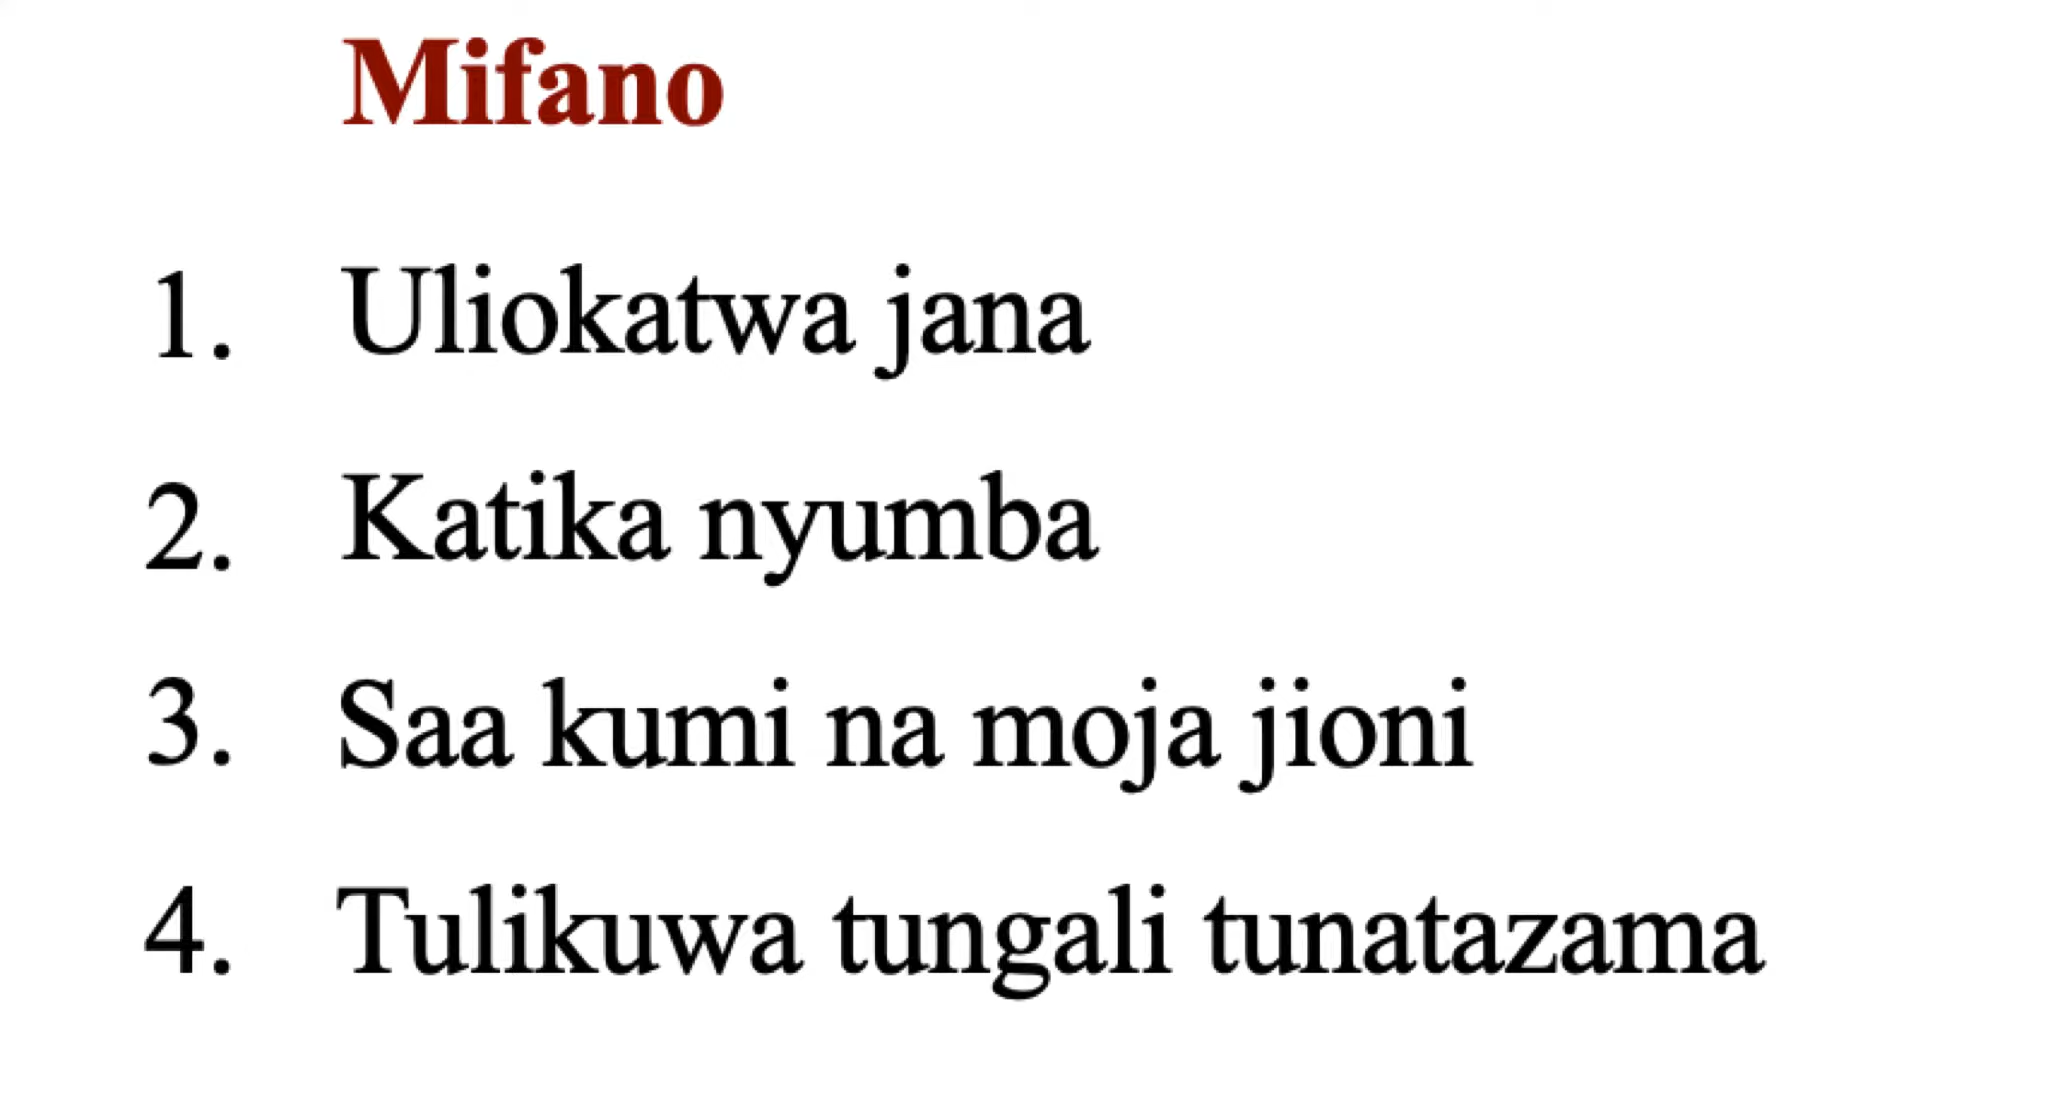 Mifano
1. Uliokatwa jana
2. Katika nyumba
3. Saa kumi na moja jioni
4. Tulikuwa tungali tunatazama